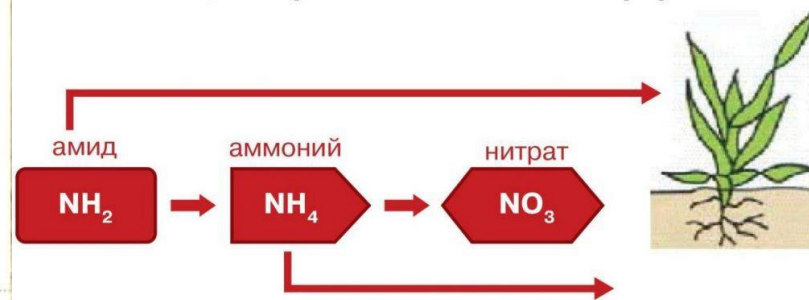 амид
аммоний
нитрат
NH₂
NH₄
NO₃